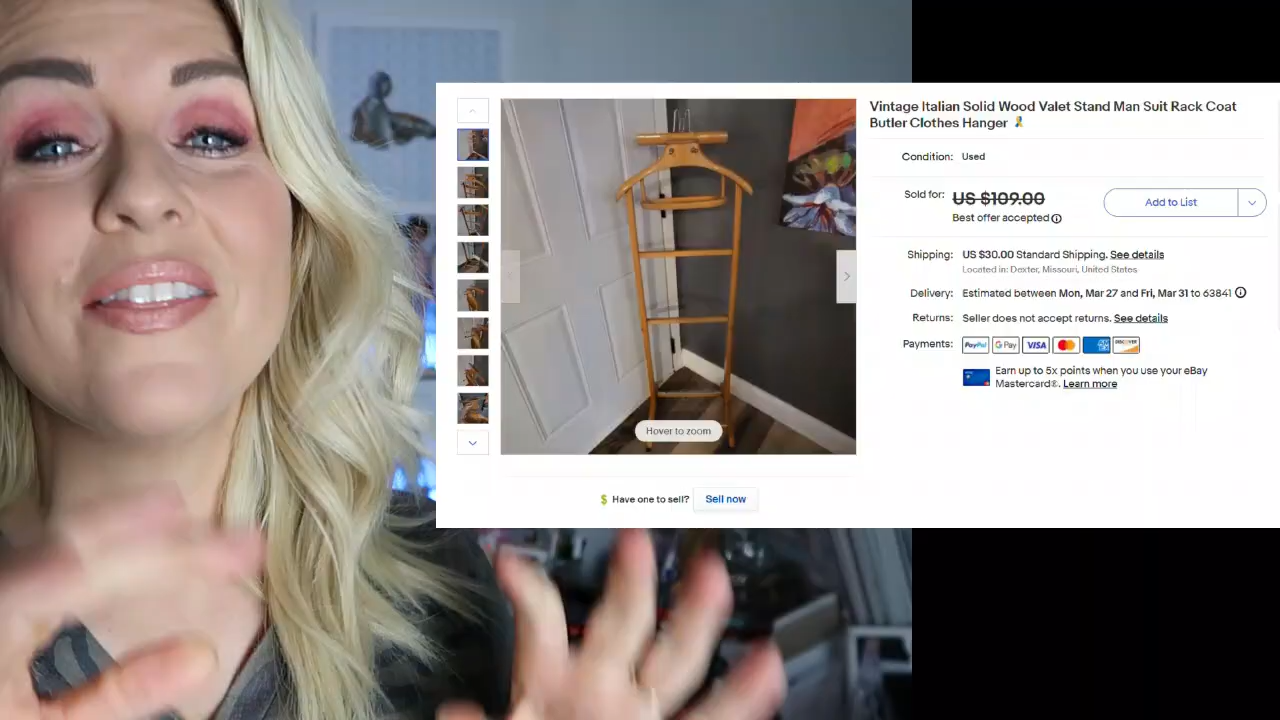 Vintage Italian Solid Wood Valet Stand Man Suit Rack Coat
Butler Clothes Hanger
Condition: Used
Sold for: US $109.00
Best offer accepted
Add to List
Shipping: US $30.00 Standard Shipping. See details
Located in: Dexter, Missouri, United States
Delivery: Estimated between Mon, Mar 27 and Fri, Mar 31 to 63841
Returns: Seller does not accept returns. See details
Payments: PayPal G Pay VISA DISCOVER
Earn up to 5x points when you use your eBay
Mastercard®. Learn more
Hover to zoom
$ Have one to sell? Sell now